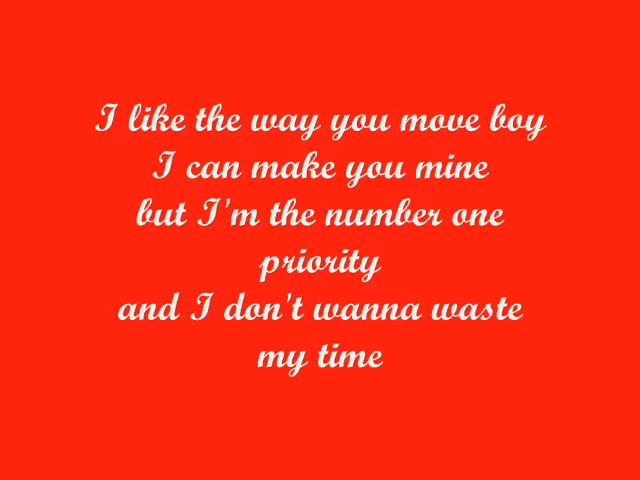 I like the way you move boy
I can make you mine
but I'm the number one
priority
and I don't wanna waste
my time